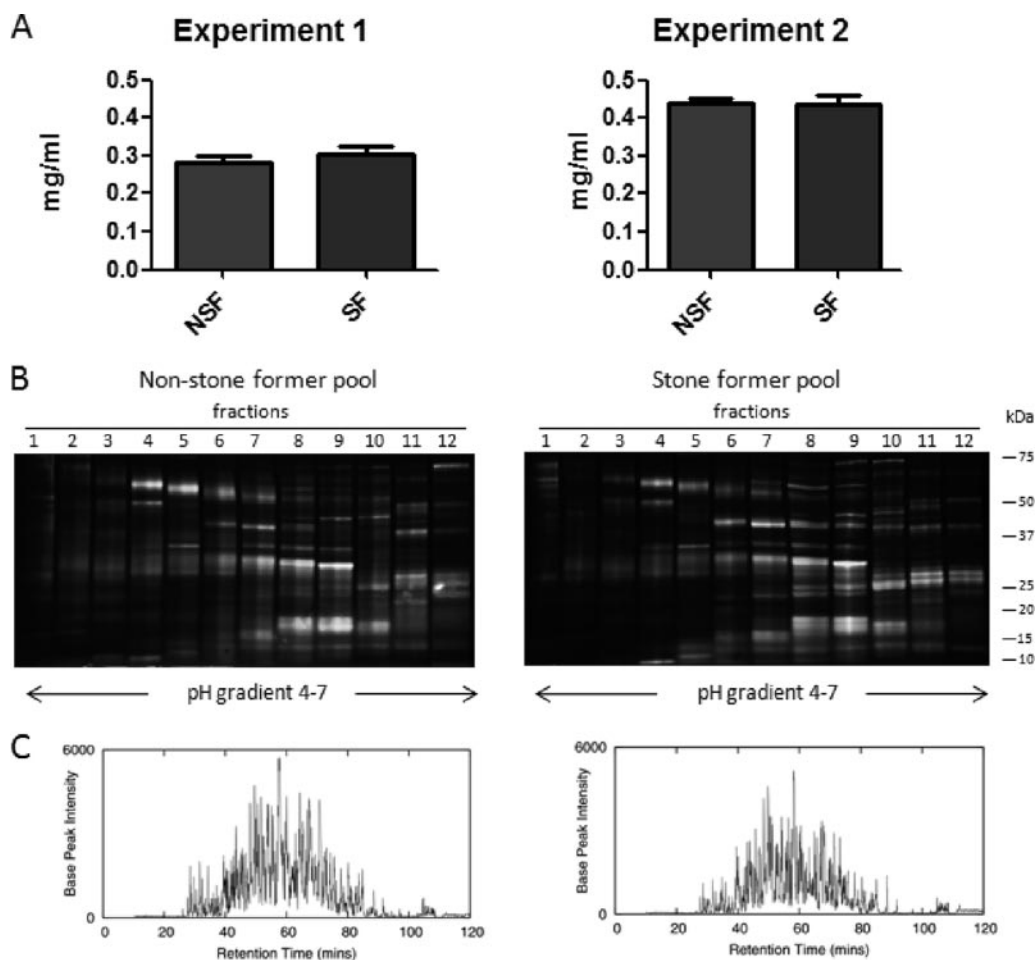 A
Experiment 1
Experiment 2
0.5
0.4
0.3
0.2
0.1
0.0
mg/ml
NSF
SF
0.5
0.4
0.3
0.2
0.1
0.0
mg/ml
NSF
SF
B
Non-stone former pool
fractions
1 2 3 4 5 6 7 8 9 10 11 12
pH gradient 4-7
Stone former pool
fractions
1 2 3 4 5 6 7 8 9 10 11 12
kDa
75
50
37
25
20
15
10
pH gradient 4-7
C
6000
0
Base Peak Intensity
0 20 40 60 80 100 120
Retention Time (mins)
6000
0
Base Peak Intensity
0 20 40 60 80 100 120
Retention Time (mins)